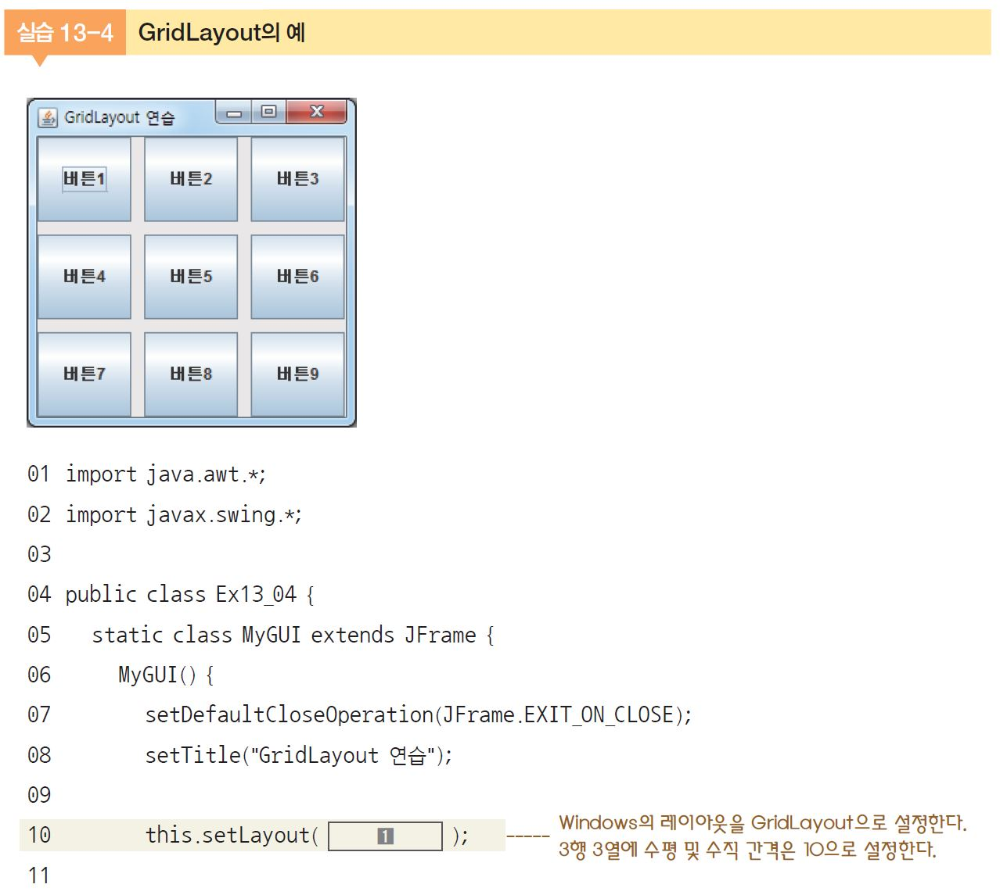 실습 13-4 GridLayout의 예
GridLayout 연습
버튼1 버튼2 버튼3
버튼4 버튼5 버튼6
버튼7 버튼8 버튼9
01 import java.awt.*;
02 import javax.swing.*;
03
04 public class Ex13_04 {
05 static class MyGUI extends JFrame {
06 MyGUI() {
07 setDefaultCloseOperation(JFrame.EXIT_ON_CLOSE);
08 setTitle("GridLayout 연습");
09
10 this.setLayout( 1 ); ----- Windows의 레이아웃을 GridLayout으로 설정한다.
3행 3열에 수평 및 수직 간격은 10으로 설정한다.
11